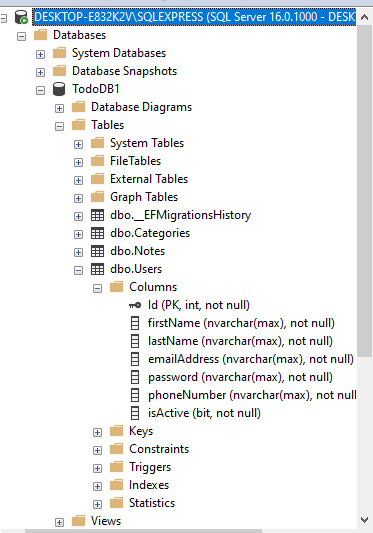 DESKTOP-E832K2V\SQLEXPRESS (SQL Server 16.0.1000 - DESK
Databases
System Databases
Database Snapshots
TododDB1
Database Diagrams
Tables
System Tables
FileTables
External Tables
Graph Tables
dbo.__EFMigrationsHistory
dbo.Categories
dbo.Notes
dbo.Users
Columns
Id (PK, int, not null)
firstName (nvarchar(max), not null)
lastName (nvarchar(max), not null)
emailAddress (nvarchar(max), not null)
password (nvarchar(max), not null)
phoneNumber (nvarchar(max), not null
isActive (bit, not null)
Keys
Constraints
Triggers
Indexes
Statistics
Views